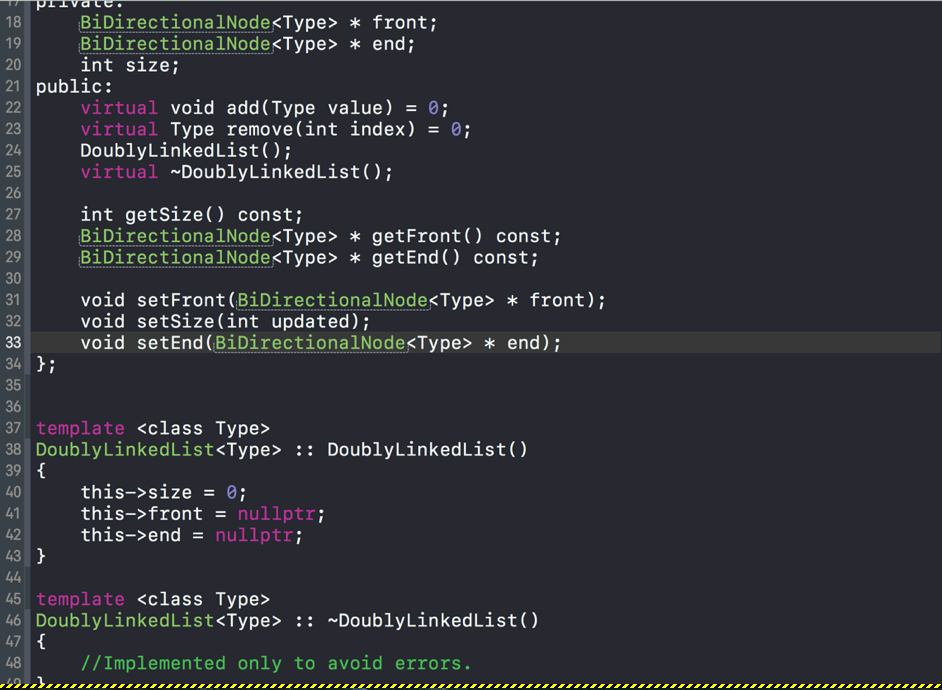 17 private:
18 BiDirectionalNode<Type> * front;
19 BiDirectionalNode<Type> * end;
20 int size;
21 public:
22 virtual void add(Type value) = 0;
23 virtual Type remove(int index) = 0;
24 DoublyLinkedList();
25 virtual ~DoublyLinkedList();
26
27 int getSize() const;
28 BiDirectionalNode<Type> * getFront() const;
29 BiDirectionalNode<Type> * getEnd() const;
30
31 void setFront(BiDirectionalNode<Type> * front);
32 void setSize(int updated);
33 void setEnd(BiDirectionalNode<Type> * end);
34 };
35
36
37 template <class Type>
38 DoublyLinkedList<Type> :: DoublyLinkedList()
39 {
40 this->size = 0;
41 this->front = nullptr;
42 this->end = nullptr;
43 }
44
45 template <class Type>
46 DoublyLinkedList<Type> :: ~DoublyLinkedList()
47 {
48 //Implemented only to avoid errors.
49 }